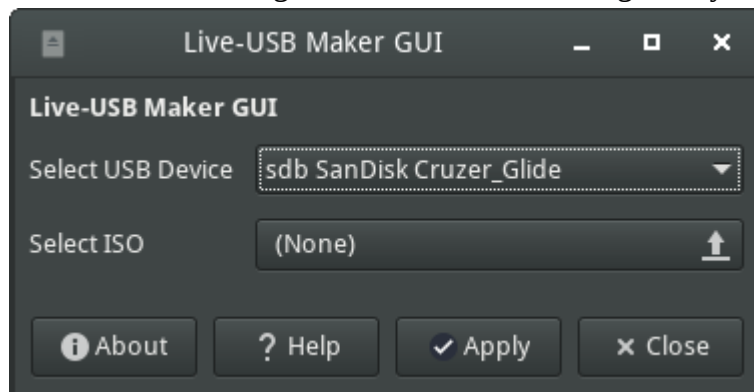 Live-USB Maker GUI
Live-USB Maker GUI
Select USB Device sdb SanDisk Cruzer_Glide
Select ISO (None)
About ? Help Apply Close